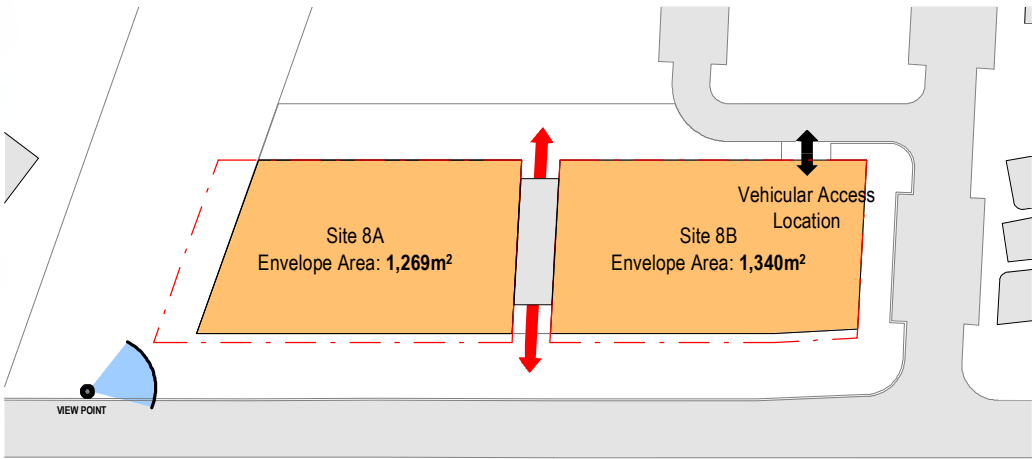 Vehicular Access
Location
Site 8A
Envelope Area: 1,269m²
Site 8B
Envelope Area: 1,340m²
VIEW POINT